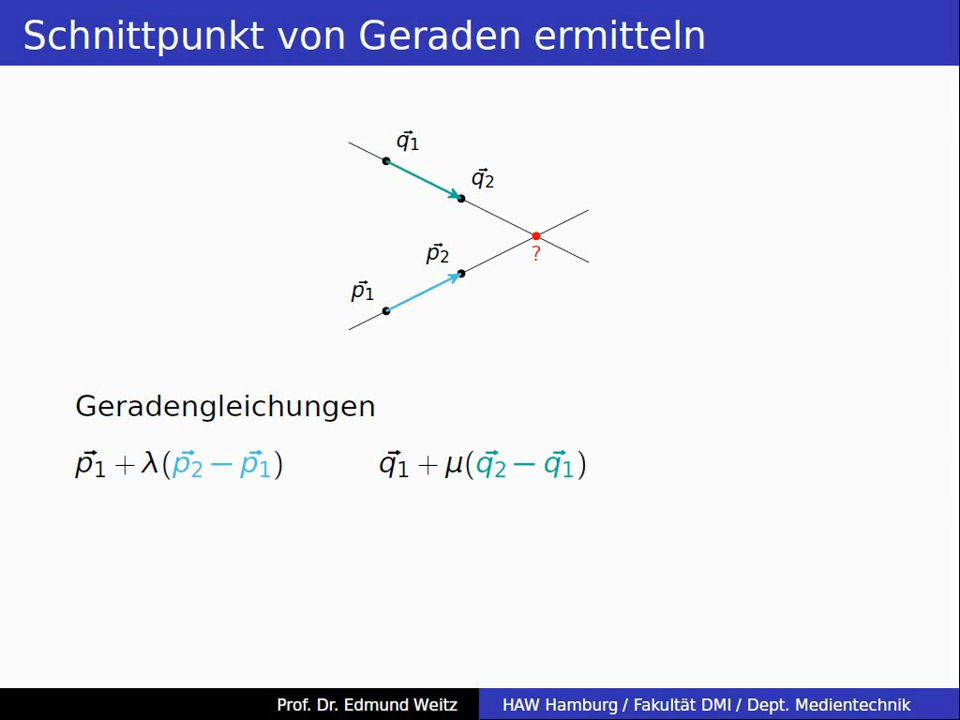 Schnittpunkt von Geraden ermitteln
q⃗1
q⃗2
p⃗2
?
p⃗1
Geradengleichungen
p⃗1 + λ(p⃗2 − p⃗1) q⃗1 + μ(q⃗2 − q⃗1)
Prof. Dr. Edmund Weitz HAW Hamburg / Fakultät DMI / Dept. Medientechnik